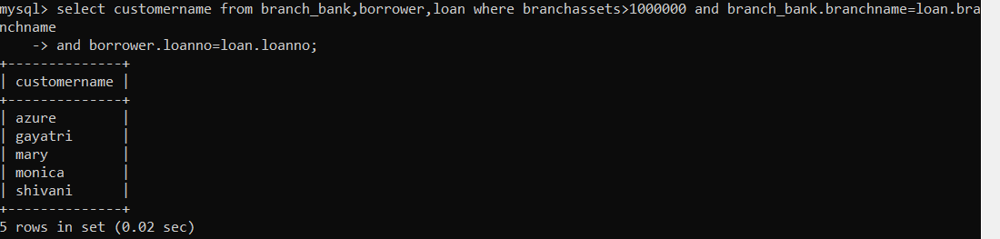 mysql> select customername from branch_bank,borrower,loan where branchassets>1000000 and branch_bank.branchname=loan.bra
nchname
    -> and borrower.loanno=loan.loanno;
+--------------+
| customername |
+--------------+
| azure        |
| gayatri      |
| mary         |
| monica       |
| shivani      |
+--------------+
5 rows in set (0.02 sec)